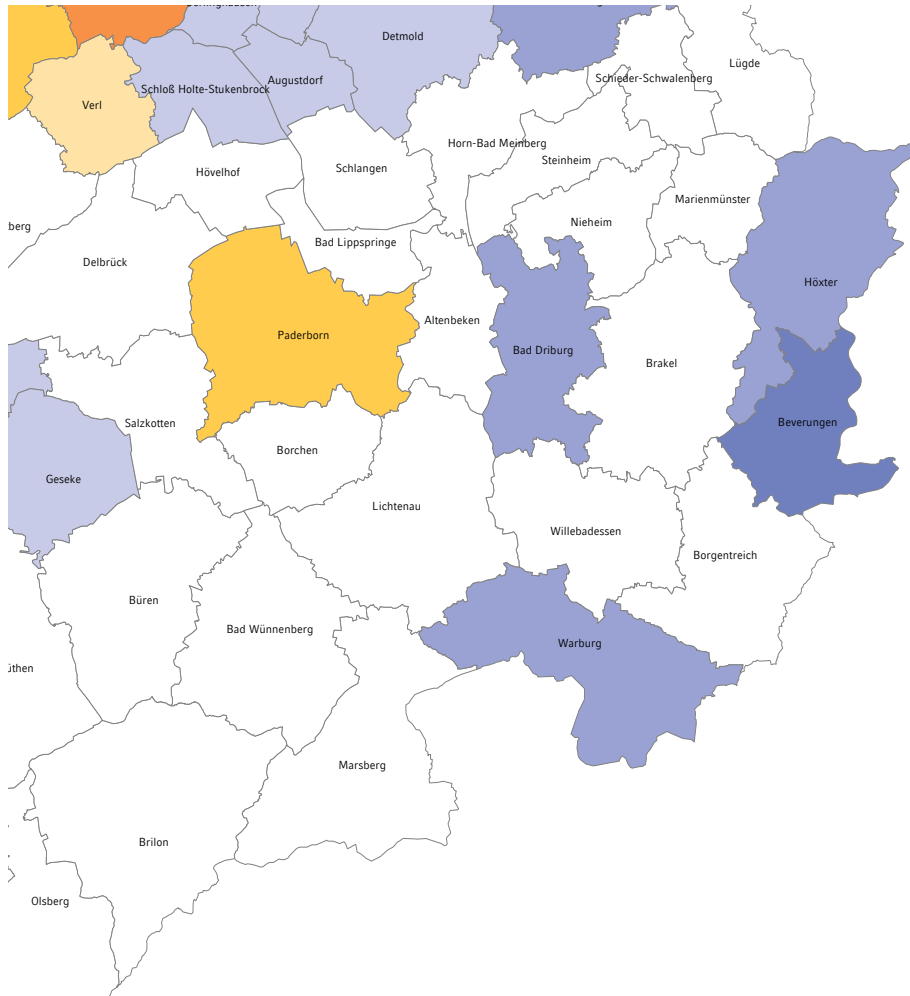 Detmold
Lügde
Schieder-Schwalenberg
Augustdorf
Schloß Holte-Stukenbrock
Verl
Horn-Bad Meinberg
Steinheim
Schlangen
Hövelhof
Marienmünster
Nieheim
berg
Bad Lippspringe
Delbrück
Höxter
Altenbeken
Paderborn
Bad Driburg
Brakel
Salzkotten
Beverungen
Borchen
Geseke
Lichtenau
Willebadessen
Borgentreich
Büren
Bad Wünnenberg
Warburg
üthen
Marsberg
Brilon
Olsberg